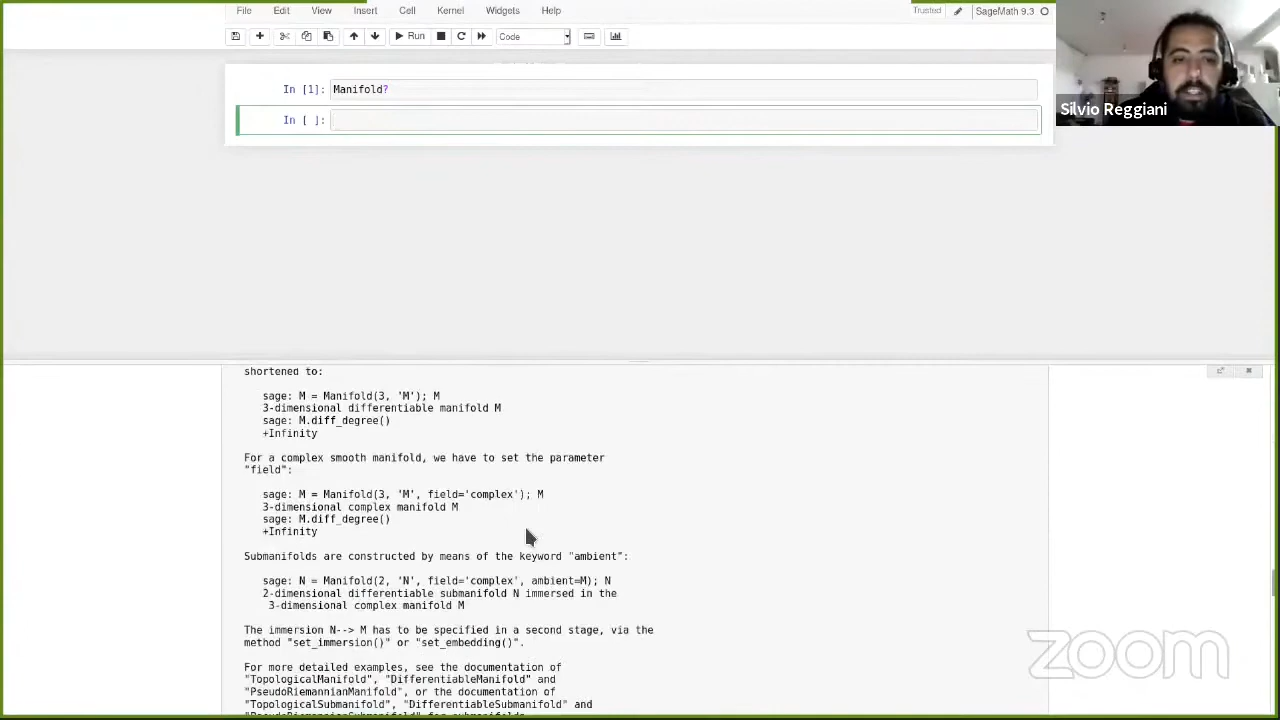 File Edit View Insert Cell Kernel Widgets Help
Trusted
SageMath 9.3
Run
Code
In [1]: Manifold?
In [ ]:
Silvio Reggiani
shortened to:
sage: M = Manifold(3, 'M'); M
3-dimensional differentiable manifold M
sage: M.diff_degree()
+Infinity
For a complex smooth manifold, we have to set the parameter
"field":
sage: M = Manifold(3, 'M', field='complex'); M
3-dimensional complex manifold M
sage: M.diff_degree()
+Infinity
Submanifolds are constructed by means of the keyword "ambient":
sage: N = Manifold(2, 'N', field='complex', ambient=M); N
2-dimensional differentiable submanifold N immersed in the
3-dimensional complex manifold M
The immersion N--> M has to be specified in a second stage, via the
method "set_immersion()" or "set_embedding()".
For more detailed examples, see the documentation of
"TopologicalManifold", "DifferentiableManifold" and
"PseudoRiemannianManifold", or the documentation of
"TopologicalSubmanifold", "DifferentiableSubmanifold" and
"PseudoRiemannianSubmanifold" for submanifolds.
zoom